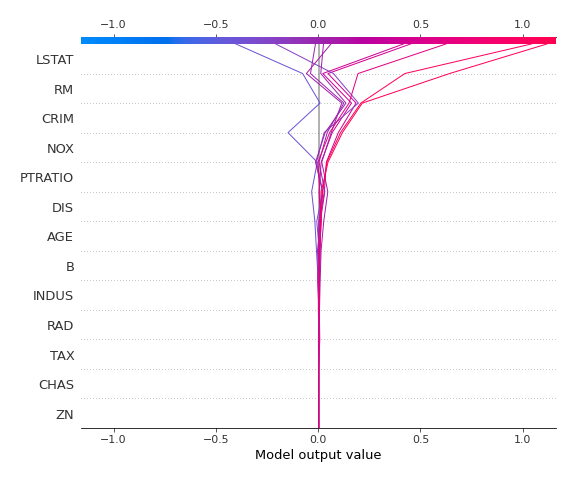 −1.0 −0.5 0.0 0.5 1.0
LSTAT
RM
CRIM
NOX
PTRATIO
DIS
AGE
B
INDUS
RAD
TAX
CHAS
ZN
−1.0 −0.5 0.0 0.5 1.0
Model output value